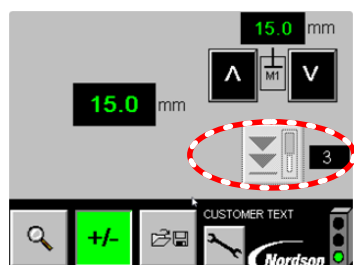 15.0 mm
Λ M1 V
15.0 mm
3
CUSTOMER TEXT
+/-
Nordson